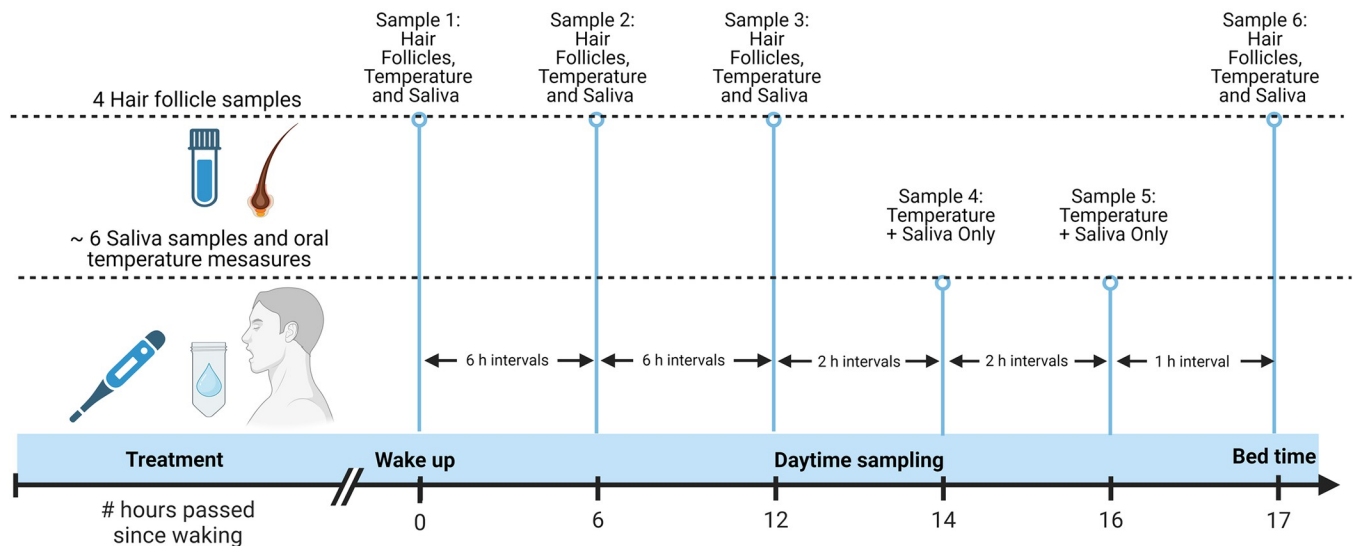 Sample 1:
Hair
Follicles,
Temperature
and Saliva
Sample 2:
Hair
Follicles,
Temperature
and Saliva
Sample 3:
Hair
Follicles,
Temperature
and Saliva
Sample 6:
Hair
Follicles,
Temperature
and Saliva
4 Hair follicle samples
Sample 4:
Temperature
+ Saliva Only
Sample 5:
Temperature
+ Saliva Only
~ 6 Saliva samples and oral
temperature mesasures
6 h intervals
6 h intervals
2 h intervals
2 h intervals
1 h interval
Treatment
Wake up
Daytime sampling
Bed time
# hours passed
since waking
0
6
12
14
16
17